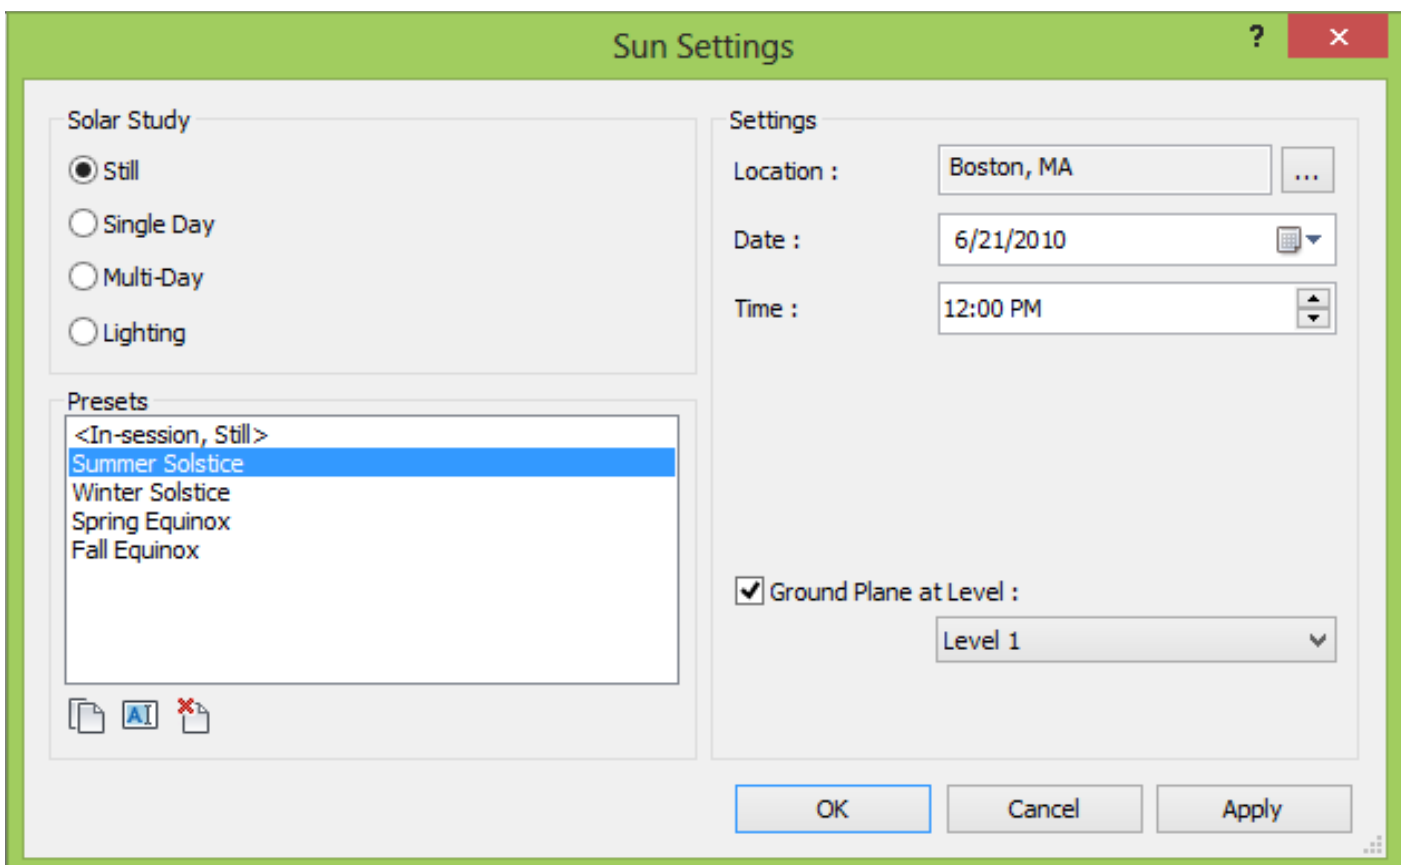 Sun Settings
?
Solar Study
Still
Single Day
Multi-Day
Lighting
Presets
<In-session, Still>
Summer Solstice
Winter Solstice
Spring Equinox
Fall Equinox
AI
Settings
Location :
Boston, MA
...
Date :
6/21/2010
Time :
12:00 PM
Ground Plane at Level :
Level 1
OK
Cancel
Apply